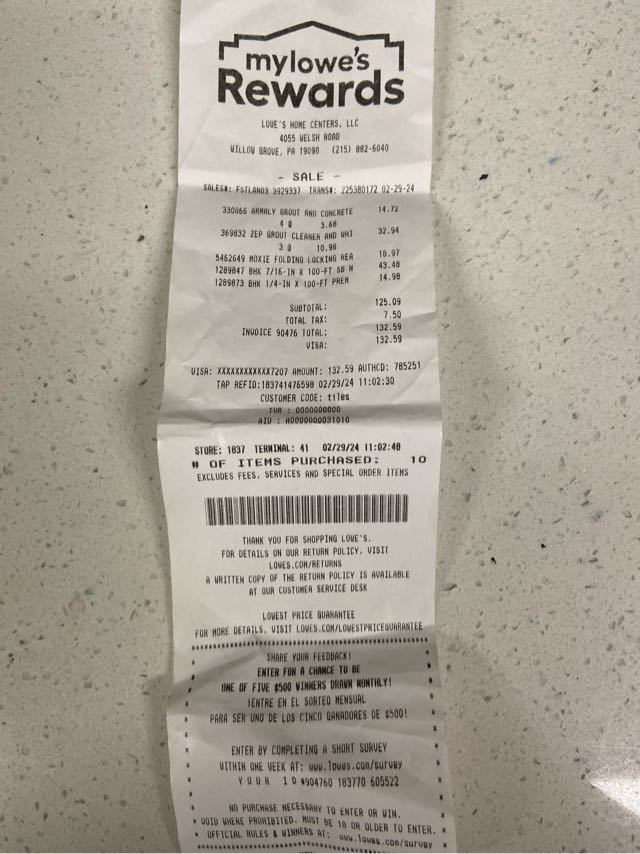 mylowe's
Rewards
LOWE'S HOME CENTERS, LLC
4055 WELSH ROAD
WILLOW GROVE, PA 19090 (215) 882-6040
- SALE -
SALES#: FSTLAN03 3929337 TRANS#: 225380172 02-29-24
330866 ARMALY GROUT AND CONCRETE 14.72
4 @ 3.68
369832 ZEP GROUT CLEANER AND WHI 32.94
3 @ 10.98
5462649 MOXIE FOLDING LOCKING REA 18.97
1289847 BHK 7/16-IN X 100-FT SB N 43.48
1289873 BHK 1/4-IN X 100-FT PREM 14.98
SUBTOTAL: 125.09
TOTAL TAX: 7.50
INVOICE 90476 TOTAL: 132.59
VISA: 132.59
VISA: XXXXXXXXXXXX7207 AMOUNT: 132.59 AUTHCD: 785251
TAP REFID:183741476598 02/29/24 11:02:30
CUSTOMER CODE: tiles
TVR : 0000000000
AID : A0000000031010
STORE: 1837 TERMINAL: 41 02/29/24 11:02:48
# OF ITEMS PURCHASED: 10
EXCLUDES FEES, SERVICES AND SPECIAL ORDER ITEMS
THANK YOU FOR SHOPPING LOWE'S.
FOR DETAILS ON OUR RETURN POLICY, VISIT
LOWES.COM/RETURNS
A WRITTEN COPY OF THE RETURN POLICY IS AVAILABLE
AT OUR CUSTOMER SERVICE DESK
LOWEST PRICE GUARANTEE
FOR MORE DETAILS, VISIT LOWES.COM/LOWESTPRICEGUARANTEE
SHARE YOUR FEEDBACK!
ENTER FOR A CHANCE TO BE
ONE OF FIVE $500 WINNERS DRAWN MONTHLY!
¡ENTRE EN EL SORTEO MENSUAL
PARA SER UNO DE LOS CINCO GANADORES DE $500!
ENTER BY COMPLETING A SHORT SURVEY
WITHIN ONE WEEK AT: www.lowes.com/survey
Y O U R I D #904760 183770 605522
NO PURCHASE NECESSARY TO ENTER OR WIN.
VOID WHERE PROHIBITED. MUST BE 18 OR OLDER TO ENTER.
OFFICIAL RULES & WINNERS AT: www.lowes.com/survey